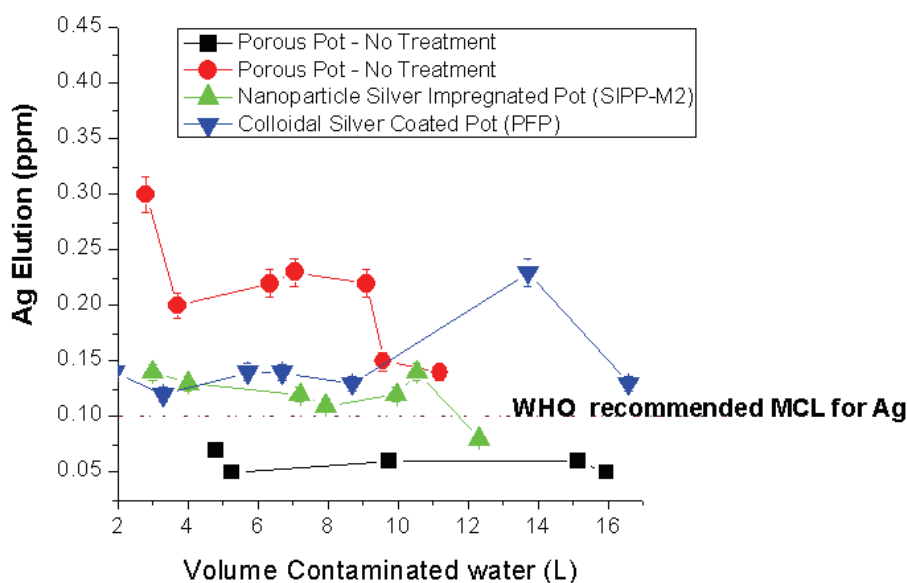 0.45
0.40
0.35
0.30
0.25
0.20
0.15
0.10
0.05
Ag Elution (ppm)
Porous Pot - No Treatment
Porous Pot - No Treatment
Nanoparticle Silver Impregnated Pot (SIPP-M2)
Colloidal Silver Coated Pot (PFP)
WHO recommended MCL for Ag
2 4 6 8 10 12 14 16
Volume Contaminated water (L)